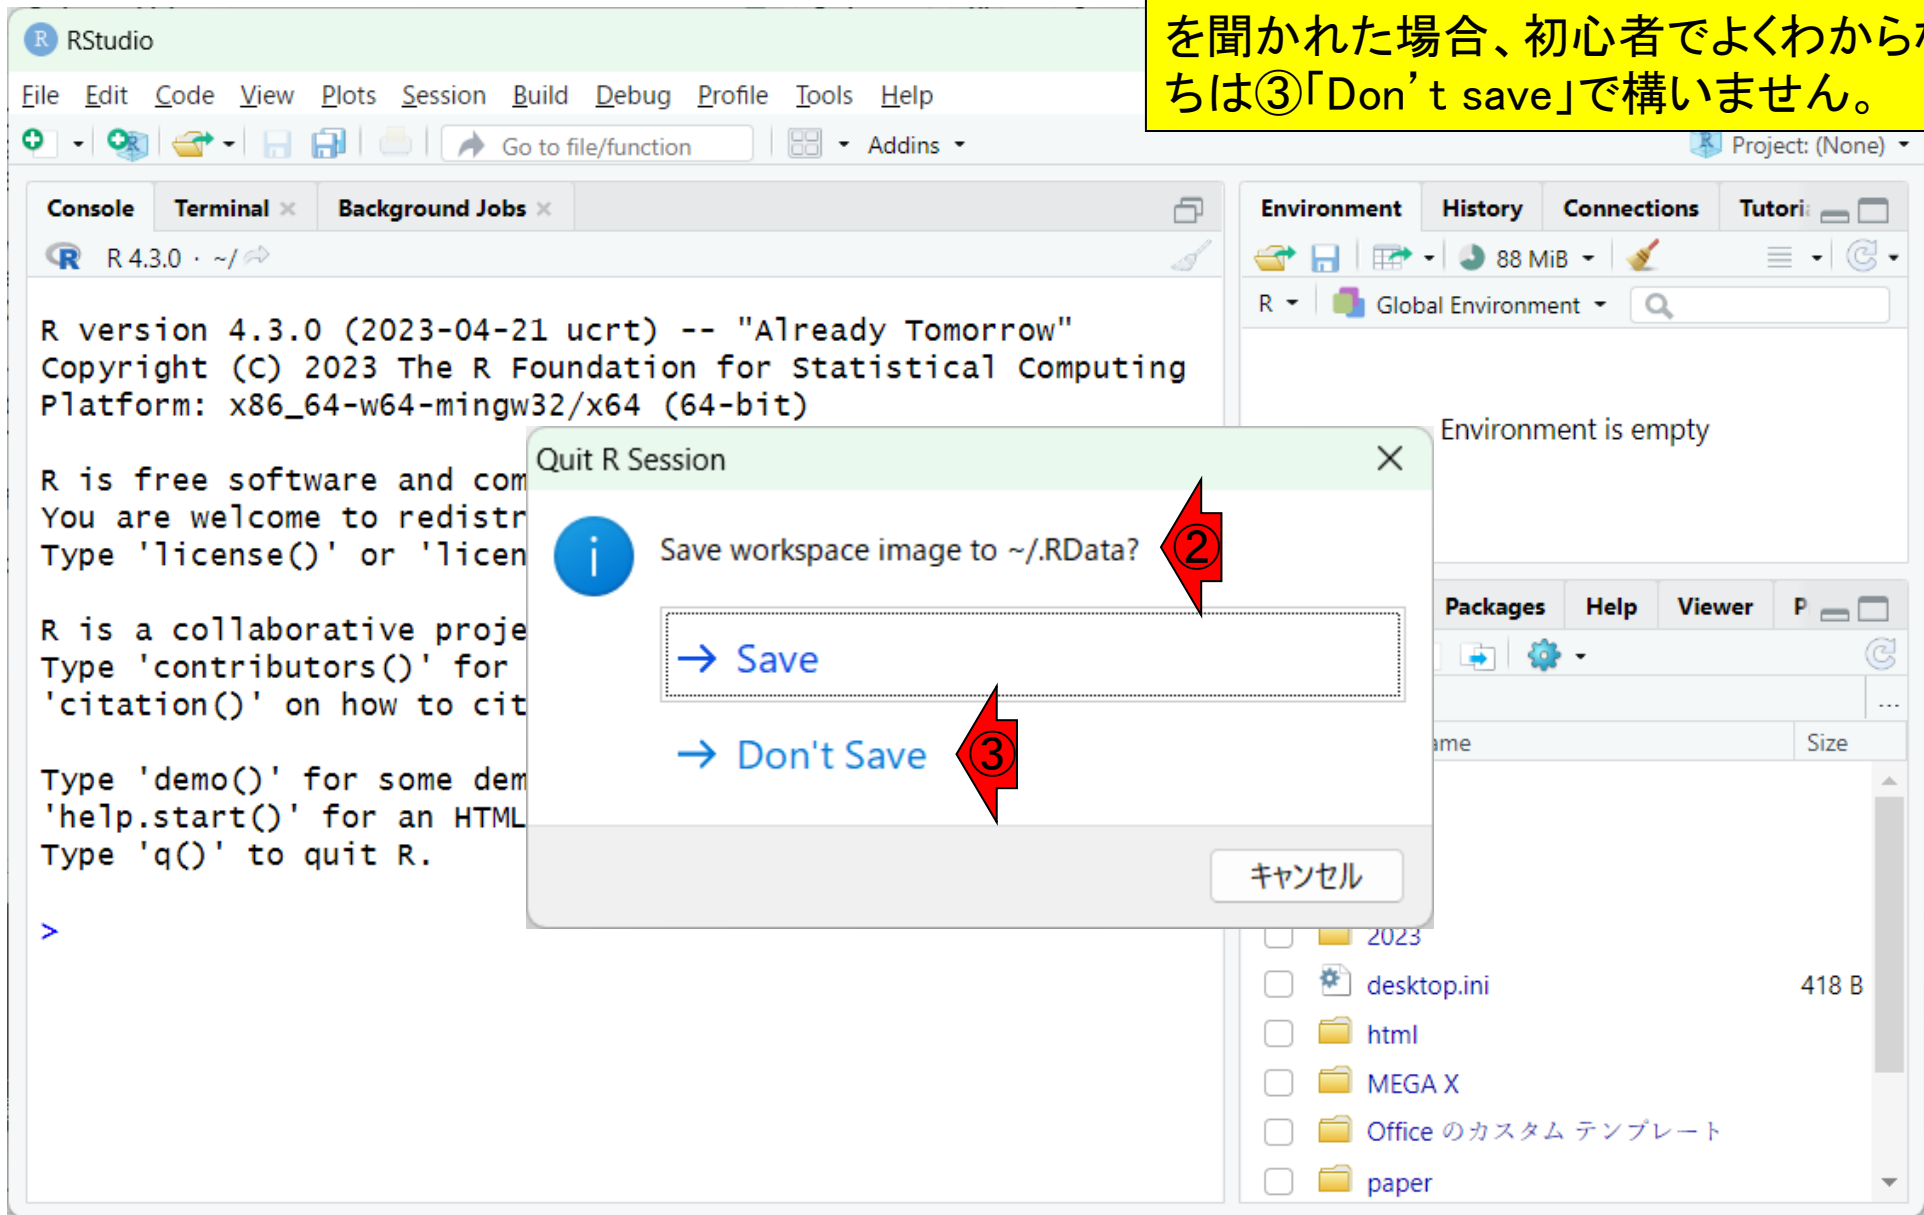 を聞かれた場合、初心者でよくわからな
ちは③「Don't save」で構いません。
RStudio
File Edit Code View Plots Session Build Debug Profile Tools Help
Go to file/function Addins
Project: (None)
Console Terminal Background Jobs
R 4.3.0 · ~/
R version 4.3.0 (2023-04-21 ucrt) -- "Already Tomorrow"
Copyright (C) 2023 The R Foundation for Statistical Computing
Platform: x86_64-w64-mingw32/x64 (64-bit)
R is free software and com
You are welcome to redistr
Type 'license()' or 'licen
R is a collaborative proje
Type 'contributors()' for
'citation()' on how to cit
Type 'demo()' for some dem
'help.start()' for an HTML
Type 'q()' to quit R.
>
Quit R Session
Save workspace image to ~/.RData? ②
→ Save
→ Don't Save ③
キャンセル
Environment History Connections Tutori
88 MiB
R Global Environment
Environment is empty
Packages Help Viewer P
...
ame Size
2023
desktop.ini 418 B
html
MEGA X
Office のカスタム テンプレート
paper